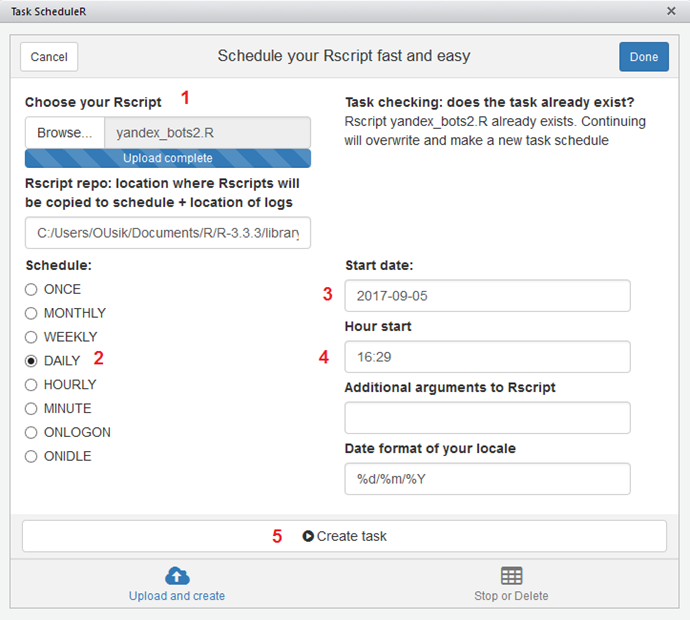 Task ScheduleR
Cancel
Schedule your Rscript fast and easy
Done
Choose your Rscript 1
Browse... yandex_bots2.R
Upload complete
Rscript repo: location where Rscripts will
be copied to schedule + location of logs
C:/Users/OUsik/Documents/R/R-3.3.3/library
Task checking: does the task already exist?
Rscript yandex_bots2.R already exists. Continuing
will overwrite and make a new task schedule
Schedule:
ONCE
MONTHLY
WEEKLY
DAILY 2
HOURLY
MINUTE
ONLOGON
ONIDLE
Start date:
3 2017-09-05
Hour start
4 16:29
Additional arguments to Rscript
Date format of your locale
%d/%m/%Y
5 Create task
Upload and create
Stop or Delete